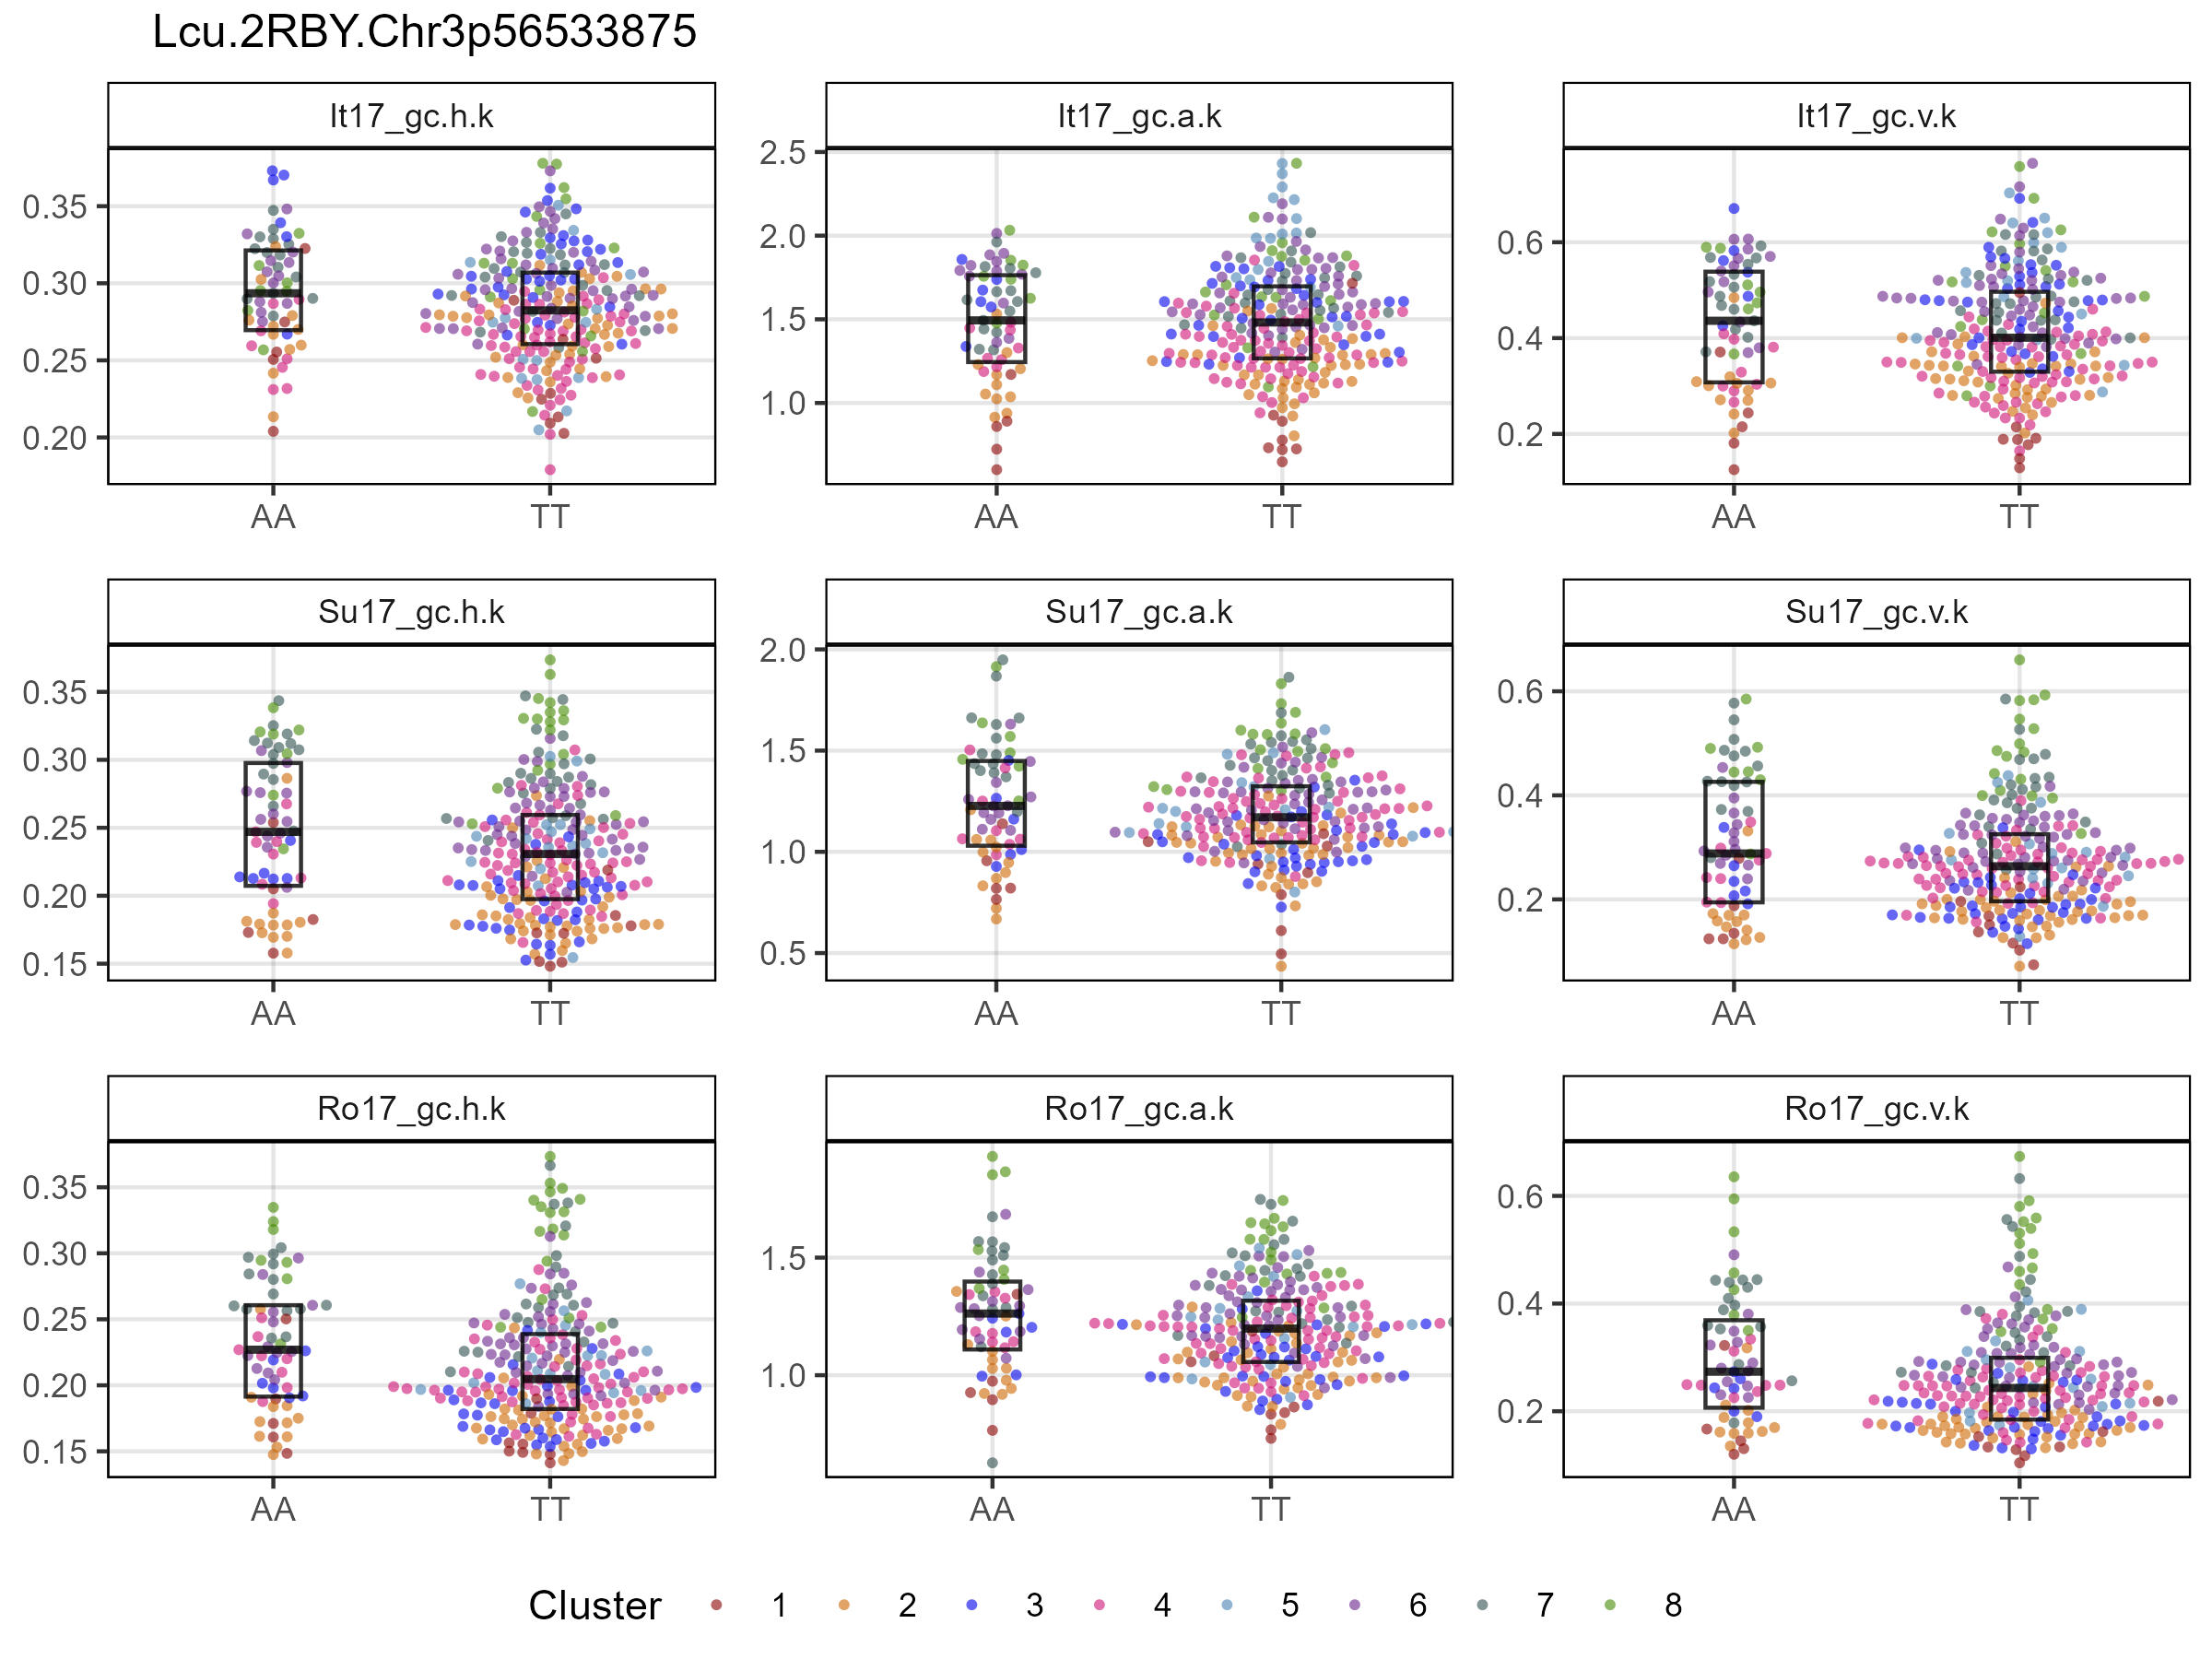 Lcu.2RBY.Chr3p56533875
It17_gc.h.k
It17_gc.a.k
It17_gc.v.k
0.35
0.30
0.25
0.20
AA
TT
2.5
2.0
1.5
1.0
AA
TT
0.6
0.4
0.2
AA
TT
Su17_gc.h.k
Su17_gc.a.k
Su17_gc.v.k
0.35
0.30
0.25
0.20
0.15
AA
TT
2.0
1.5
1.0
0.5
AA
TT
0.6
0.4
0.2
AA
TT
Ro17_gc.h.k
Ro17_gc.a.k
Ro17_gc.v.k
0.35
0.30
0.25
0.20
0.15
AA
TT
1.5
1.0
AA
TT
0.6
0.4
0.2
AA
TT
Cluster 1 2 3 4 5 6 7 8